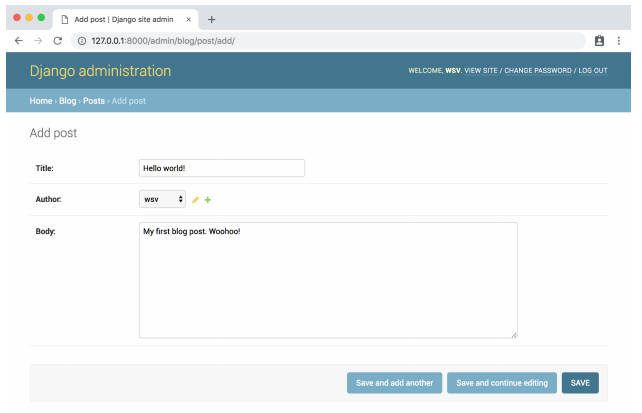 Add post | Django site admin
127.0.0.1:8000/admin/blog/post/add/
Django administration
WELCOME, WSV. VIEW SITE / CHANGE PASSWORD / LOG OUT
Home › Blog › Posts › Add post
Add post
Title: Hello world!
Author: wsv
Body: My first blog post. Woohoo!
Save and add another Save and continue editing SAVE